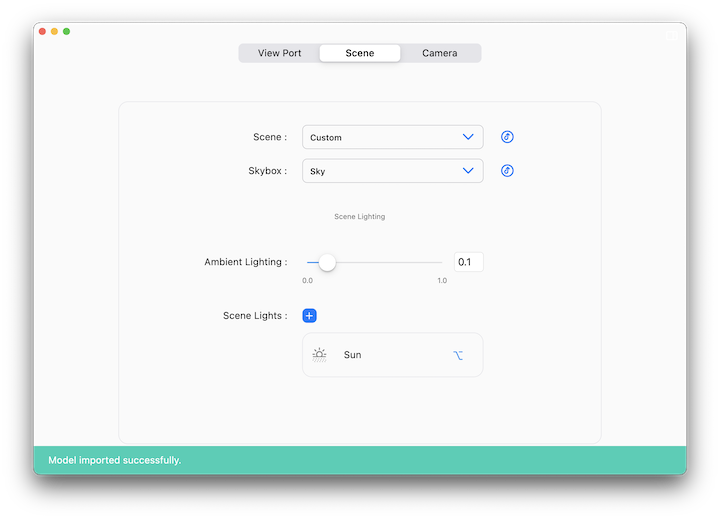 View Port Scene Camera
Scene : Custom
Skybox : Sky
Scene Lighting
Ambient Lighting : 0.1
0.0 1.0
Scene Lights :
Sun
Model imported successfully.